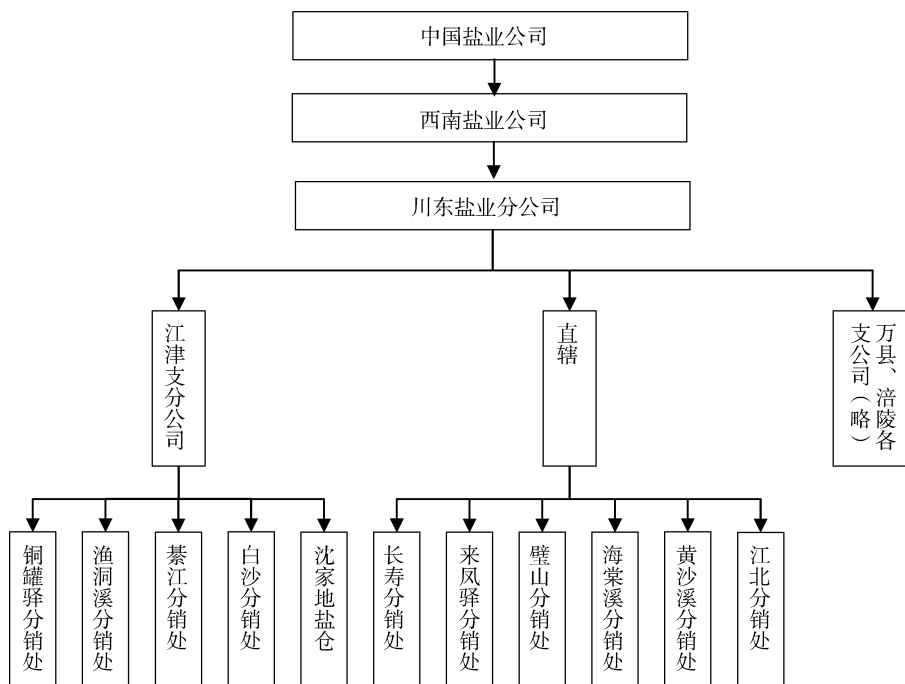 中国盐业公司
西南盐业公司
川东盐业分公司
江津支分公司
直辖
万县、涪陵各
支公司（略）
铜罐驿分销处
渔洞溪分销处
綦江分销处
白沙分销处
沈家地盐仓
长寿分销处
来凤驿分销处
璧山分销处
海棠溪分销处
黄沙溪分销处
江北分销处